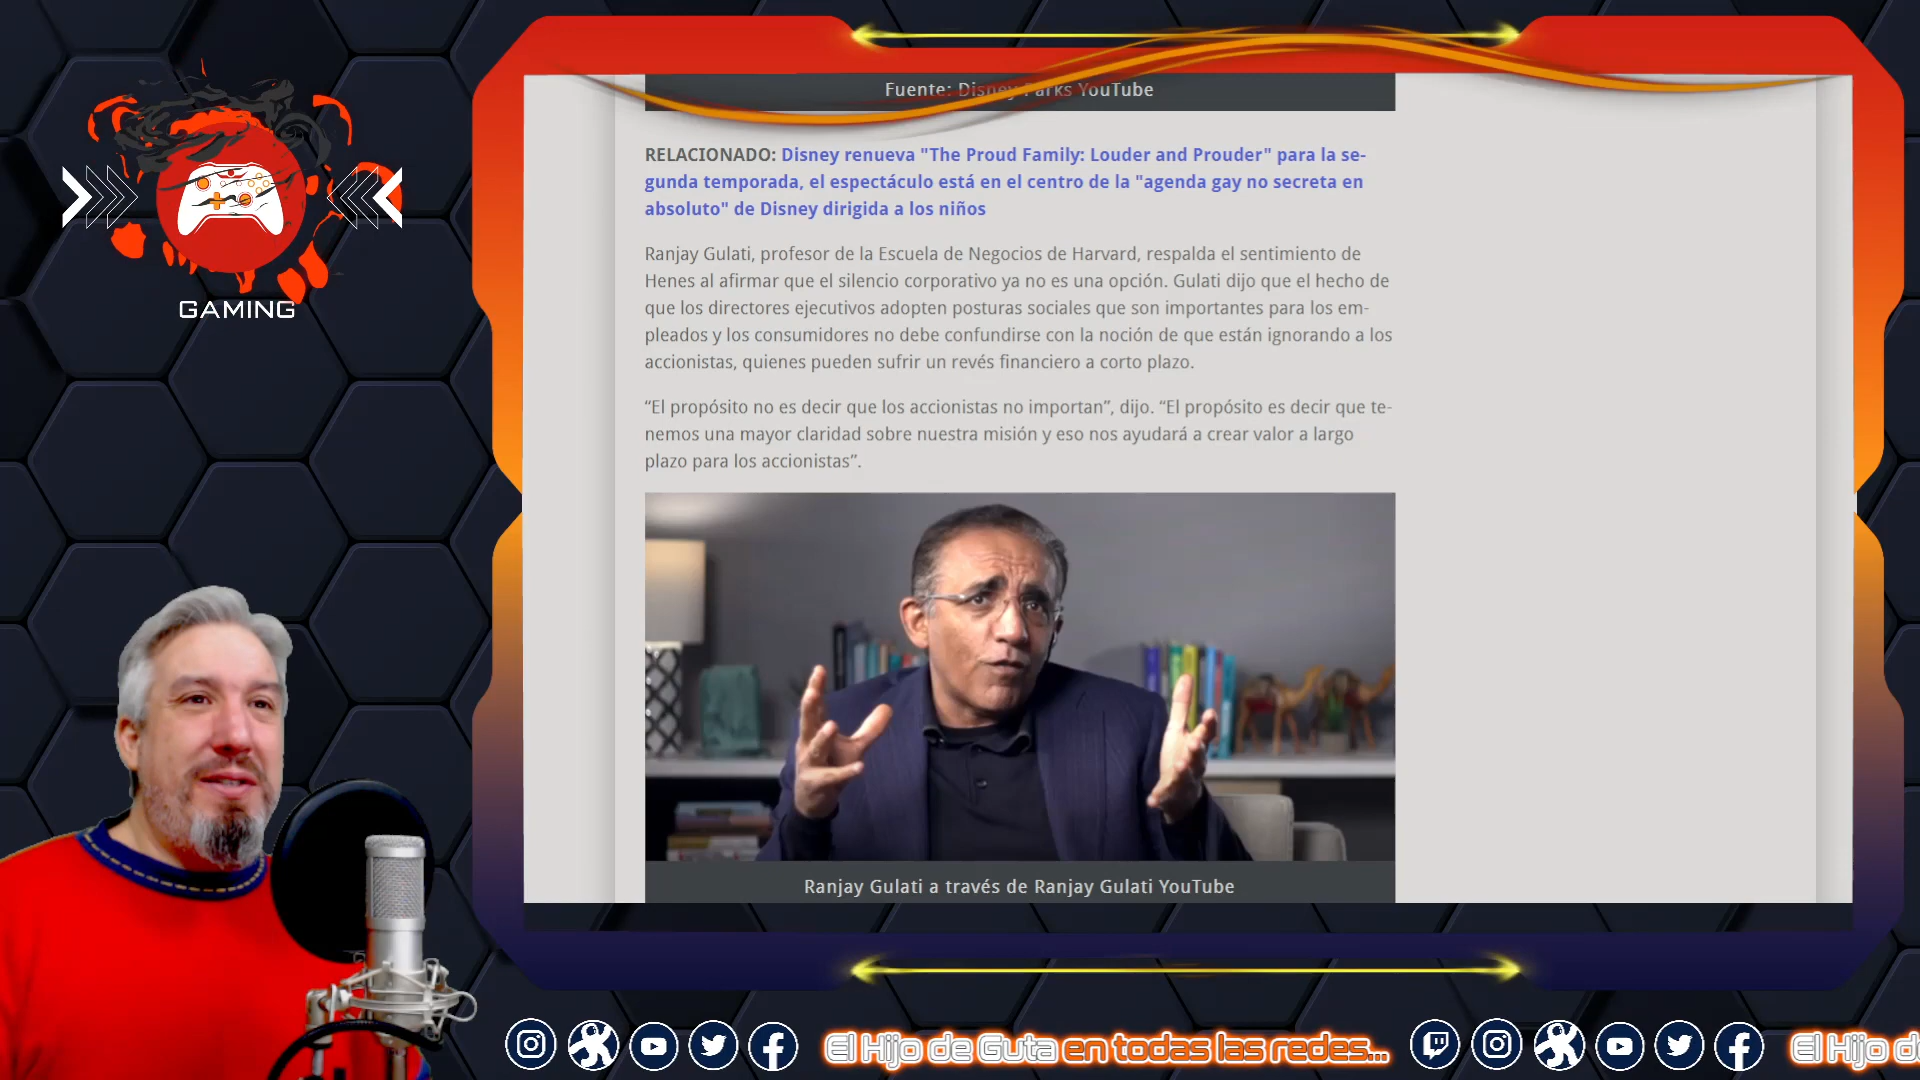 GAMING
Fuente: Disney Parks YouTube
RELACIONADO: Disney renueva "The Proud Family: Louder and Prouder" para la se-
gunda temporada, el espectáculo está en el centro de la "agenda gay no secreta en
absoluto" de Disney dirigida a los niños
Ranjay Gulati, profesor de la Escuela de Negocios de Harvard, respalda el sentimiento de
Henes al afirmar que el silencio corporativo ya no es una opción. Gulati dijo que el hecho de
que los directores ejecutivos adopten posturas sociales que son importantes para los em-
pleados y los consumidores no debe confundirse con la noción de que están ignorando a los
accionistas, quienes pueden sufrir un revés financiero a corto plazo.
“El propósito no es decir que los accionistas no importan”, dijo. “El propósito es decir que te-
nemos una mayor claridad sobre nuestra misión y eso nos ayudará a crear valor a largo
plazo para los accionistas”.
Ranjay Gulati a través de Ranjay Gulati YouTube
El Hijo de Guta en todas las redes... El Hijo d